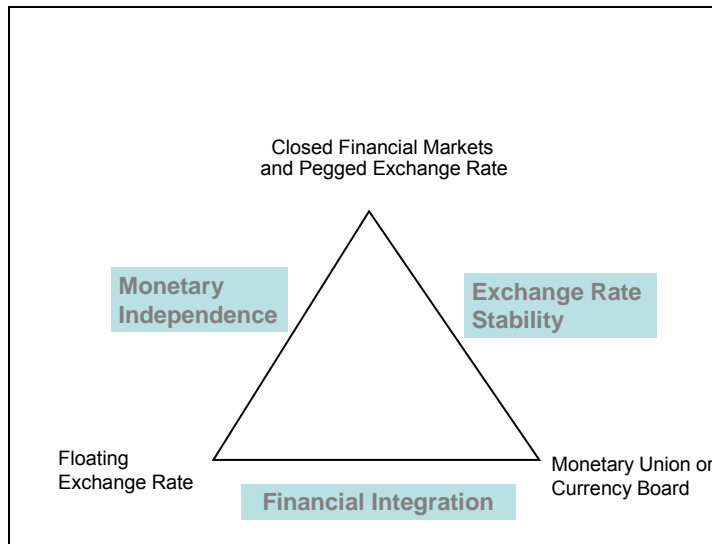 Closed Financial Markets
and Pegged Exchange Rate
Monetary
Independence
Exchange Rate
Stability
Floating
Exchange Rate
Monetary Union or
Currency Board
Financial Integration